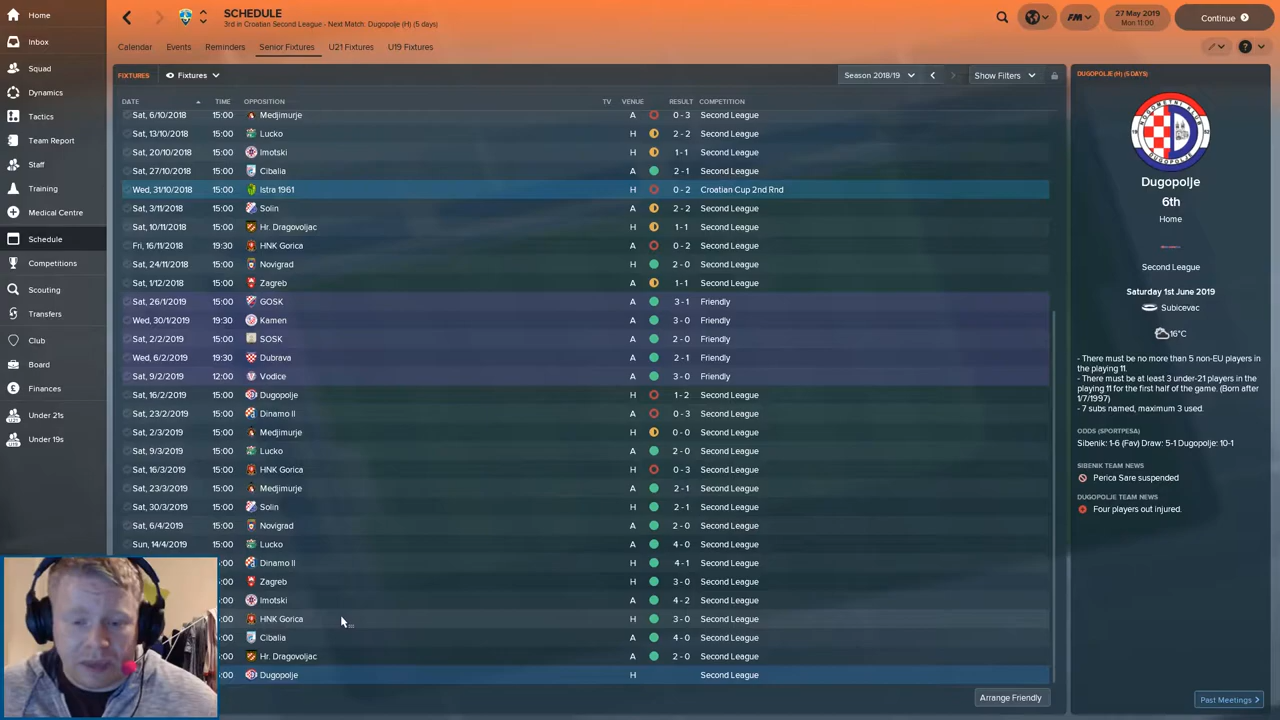 Home
Inbox
Squad
Dynamics
Tactics
Team Report
Staff
Training
Medical Centre
Schedule
Competitions
Scouting
Transfers
Club
Board
Finances
Under 21s
Under 19s
SCHEDULE
3rd in Croatian Second League - Next Match: Dugopolje (H) (5 days)
FM
27 May 2019
Mon 11:00
Continue
Calendar Events Reminders Senior Fixtures U21 Fixtures U19 Fixtures
?
FIXTURES Fixtures Season 2018/19 Show Filters
DATE TIME OPPOSITION TV VENUE RESULT COMPETITION
Sat, 6/10/2018 15:00 Medjimurje A 0 - 3 Second League
Sat, 13/10/2018 15:00 Lucko H 2 - 2 Second League
Sat, 20/10/2018 15:00 Imotski H 1 - 1 Second League
Sat, 27/10/2018 15:00 Cibalia A 2 - 1 Second League
Wed, 31/10/2018 15:00 Istra 1961 H 0 - 2 Croatian Cup 2nd Rnd
Sat, 3/11/2018 15:00 Solin A 2 - 2 Second League
Sat, 10/11/2018 15:00 Hr. Dragovoljac H 1 - 1 Second League
Fri, 16/11/2018 19:30 HNK Gorica A 0 - 2 Second League
Sat, 24/11/2018 15:00 Novigrad H 2 - 0 Second League
Sat, 1/12/2018 15:00 Zagreb A 1 - 1 Second League
Sat, 26/1/2019 15:00 GOSK A 3 - 1 Friendly
Wed, 30/1/2019 19:30 Kamen A 3 - 0 Friendly
Sat, 2/2/2019 15:00 SOSK A 2 - 0 Friendly
Wed, 6/2/2019 19:30 Dubrava A 2 - 1 Friendly
Sat, 9/2/2019 12:00 Vodice A 3 - 0 Friendly
Sat, 16/2/2019 15:00 Dugopolje H 1 - 2 Second League
Sat, 23/2/2019 15:00 Dinamo II A 0 - 3 Second League
Sat, 2/3/2019 15:00 Medjimurje H 0 - 0 Second League
Sat, 9/3/2019 15:00 Lucko A 2 - 0 Second League
Sat, 16/3/2019 15:00 HNK Gorica H 0 - 3 Second League
Sat, 23/3/2019 15:00 Medjimurje A 2 - 1 Second League
Sat, 30/3/2019 15:00 Solin H 2 - 1 Second League
Sat, 6/4/2019 15:00 Novigrad A 2 - 0 Second League
Sun, 14/4/2019 15:00 Lucko A 4 - 0 Second League
Dinamo II H 4 - 1 Second League
Zagreb H 3 - 0 Second League
Imotski A 4 - 2 Second League
HNK Gorica H 3 - 0 Second League
Cibalia A 4 - 0 Second League
Hr. Dragovoljac A 2 - 0 Second League
Dugopolje H Second League
Arrange Friendly
DUGOPOLJE (H) (5 DAYS)
Dugopolje
6th
Home
Second League
Saturday 1st June 2019
Subicevac
16°C
- There must be no more than 5 non-EU players in
the playing 11.
- There must be at least 3 under-21 players in the
playing 11 for the first half of the game. (Born after
1/7/1997)
- 7 subs named, maximum 3 used.
ODDS (SPORTPESA)
Sibenik: 1-6 (Fav) Draw: 5-1 Dugopolje: 10-1
SIBENIK TEAM NEWS
Perica Sare suspended
DUGOPOLJE TEAM NEWS
Four players out injured.
Past Meetings